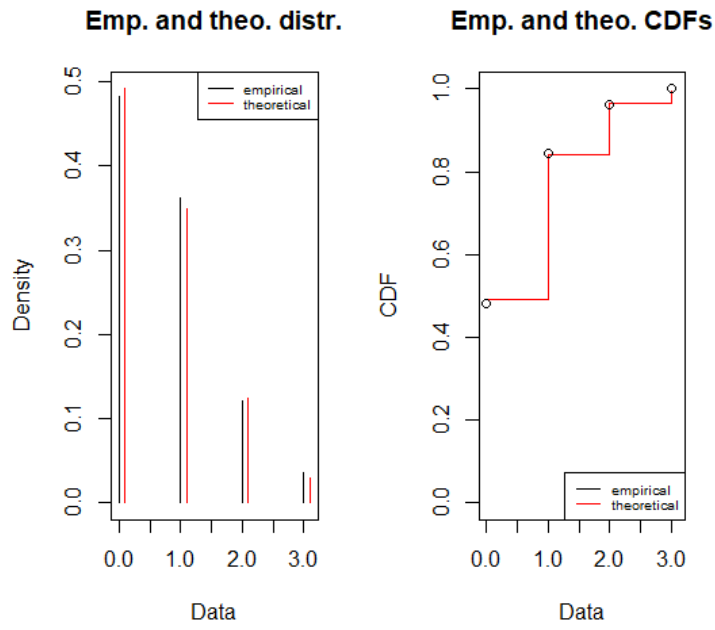 Emp. and theo. distr.
empirical
theoretical
0.0 0.1 0.2 0.3 0.4 0.5
Density
0.0 1.0 2.0 3.0
Data
Emp. and theo. CDFs
0.0 0.2 0.4 0.6 0.8 1.0
CDF
empirical
theoretical
0.0 1.0 2.0 3.0
Data